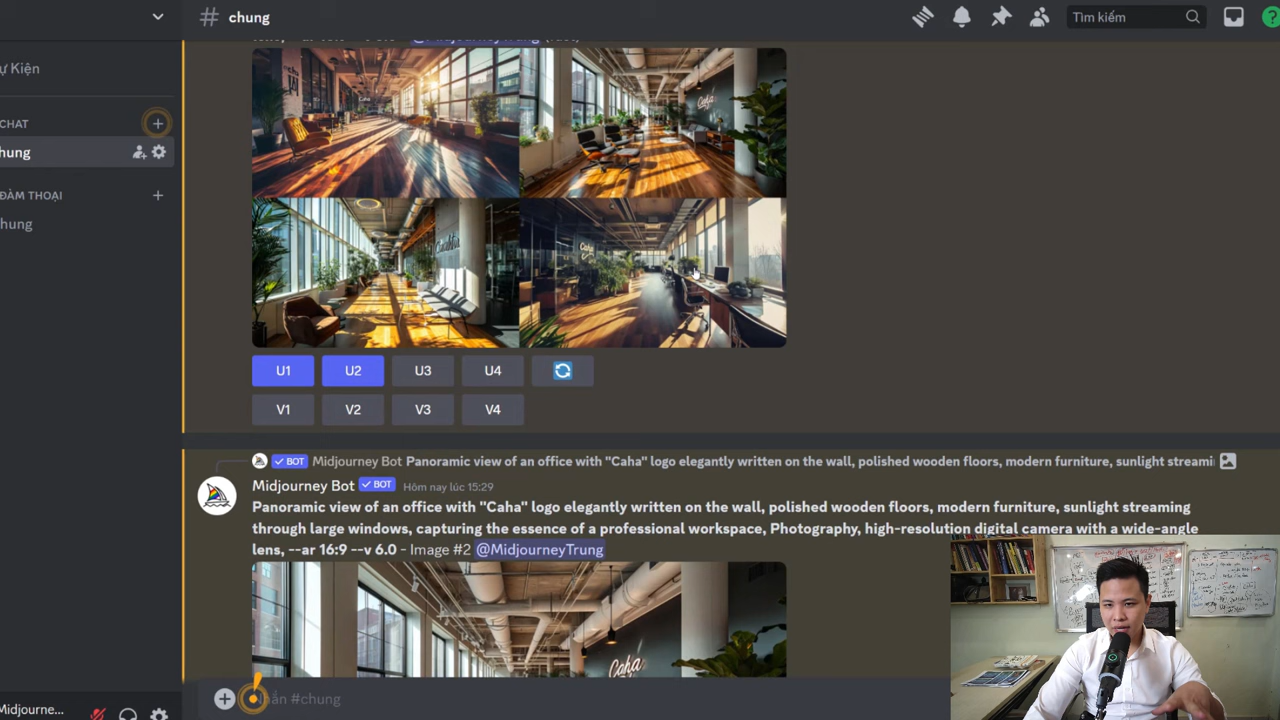 chung
Tìm kiếm
ự Kiện
CHAT
hung
ĐÀM THOẠI
hung
Caha
Caha
U1 U2 U3 U4
V1 V2 V3 V4
BOT Midjourney Bot Panoramic view of an office with "Caha" logo elegantly written on the wall, polished wooden floors, modern furniture, sunlight streami
Midjourney Bot BOT Hôm nay lúc 15:29
Panoramic view of an office with "Caha" logo elegantly written on the wall, polished wooden floors, modern furniture, sunlight streaming
through large windows, capturing the essence of a professional workspace, Photography, high-resolution digital camera with a wide-angle
lens, --ar 16:9 --v 6.0 - Image #2 @MidjourneyTrung
Caha
hắn #chung
Midjourne...